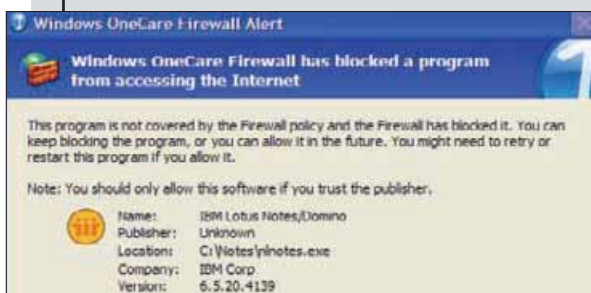 Windows OneCare Firewall Alert
Windows OneCare Firewall has blocked a program
from accessing the Internet
This program is not covered by the Firewall policy and the Firewall has blocked it. You can
keep blocking the program, or you can allow it in the future. You might need to retry or
restart this program if you allow it.
Note: You should only allow this software if you trust the publisher.
Name: IBM Lotus Notes/Domino
Publisher: Unknown
Location: C:\Notes\nlnotes.exe
Company: IBM Corp
Version: 6.5.20.4139